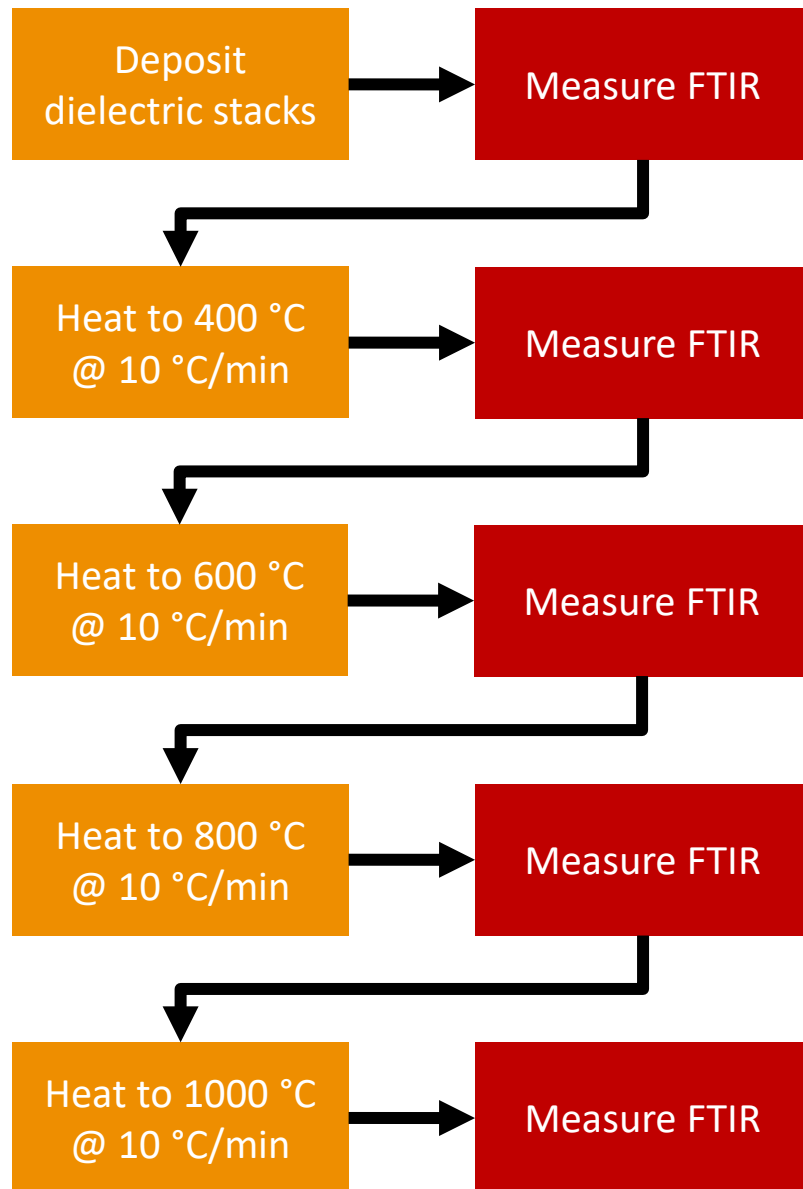 Deposit
dielectric stacks
Measure FTIR
Heat to 400 °C
@ 10 °C/min
Measure FTIR
Heat to 600 °C
@ 10 °C/min
Measure FTIR
Heat to 800 °C
@ 10 °C/min
Measure FTIR
Heat to 1000 °C
@ 10 °C/min
Measure FTIR